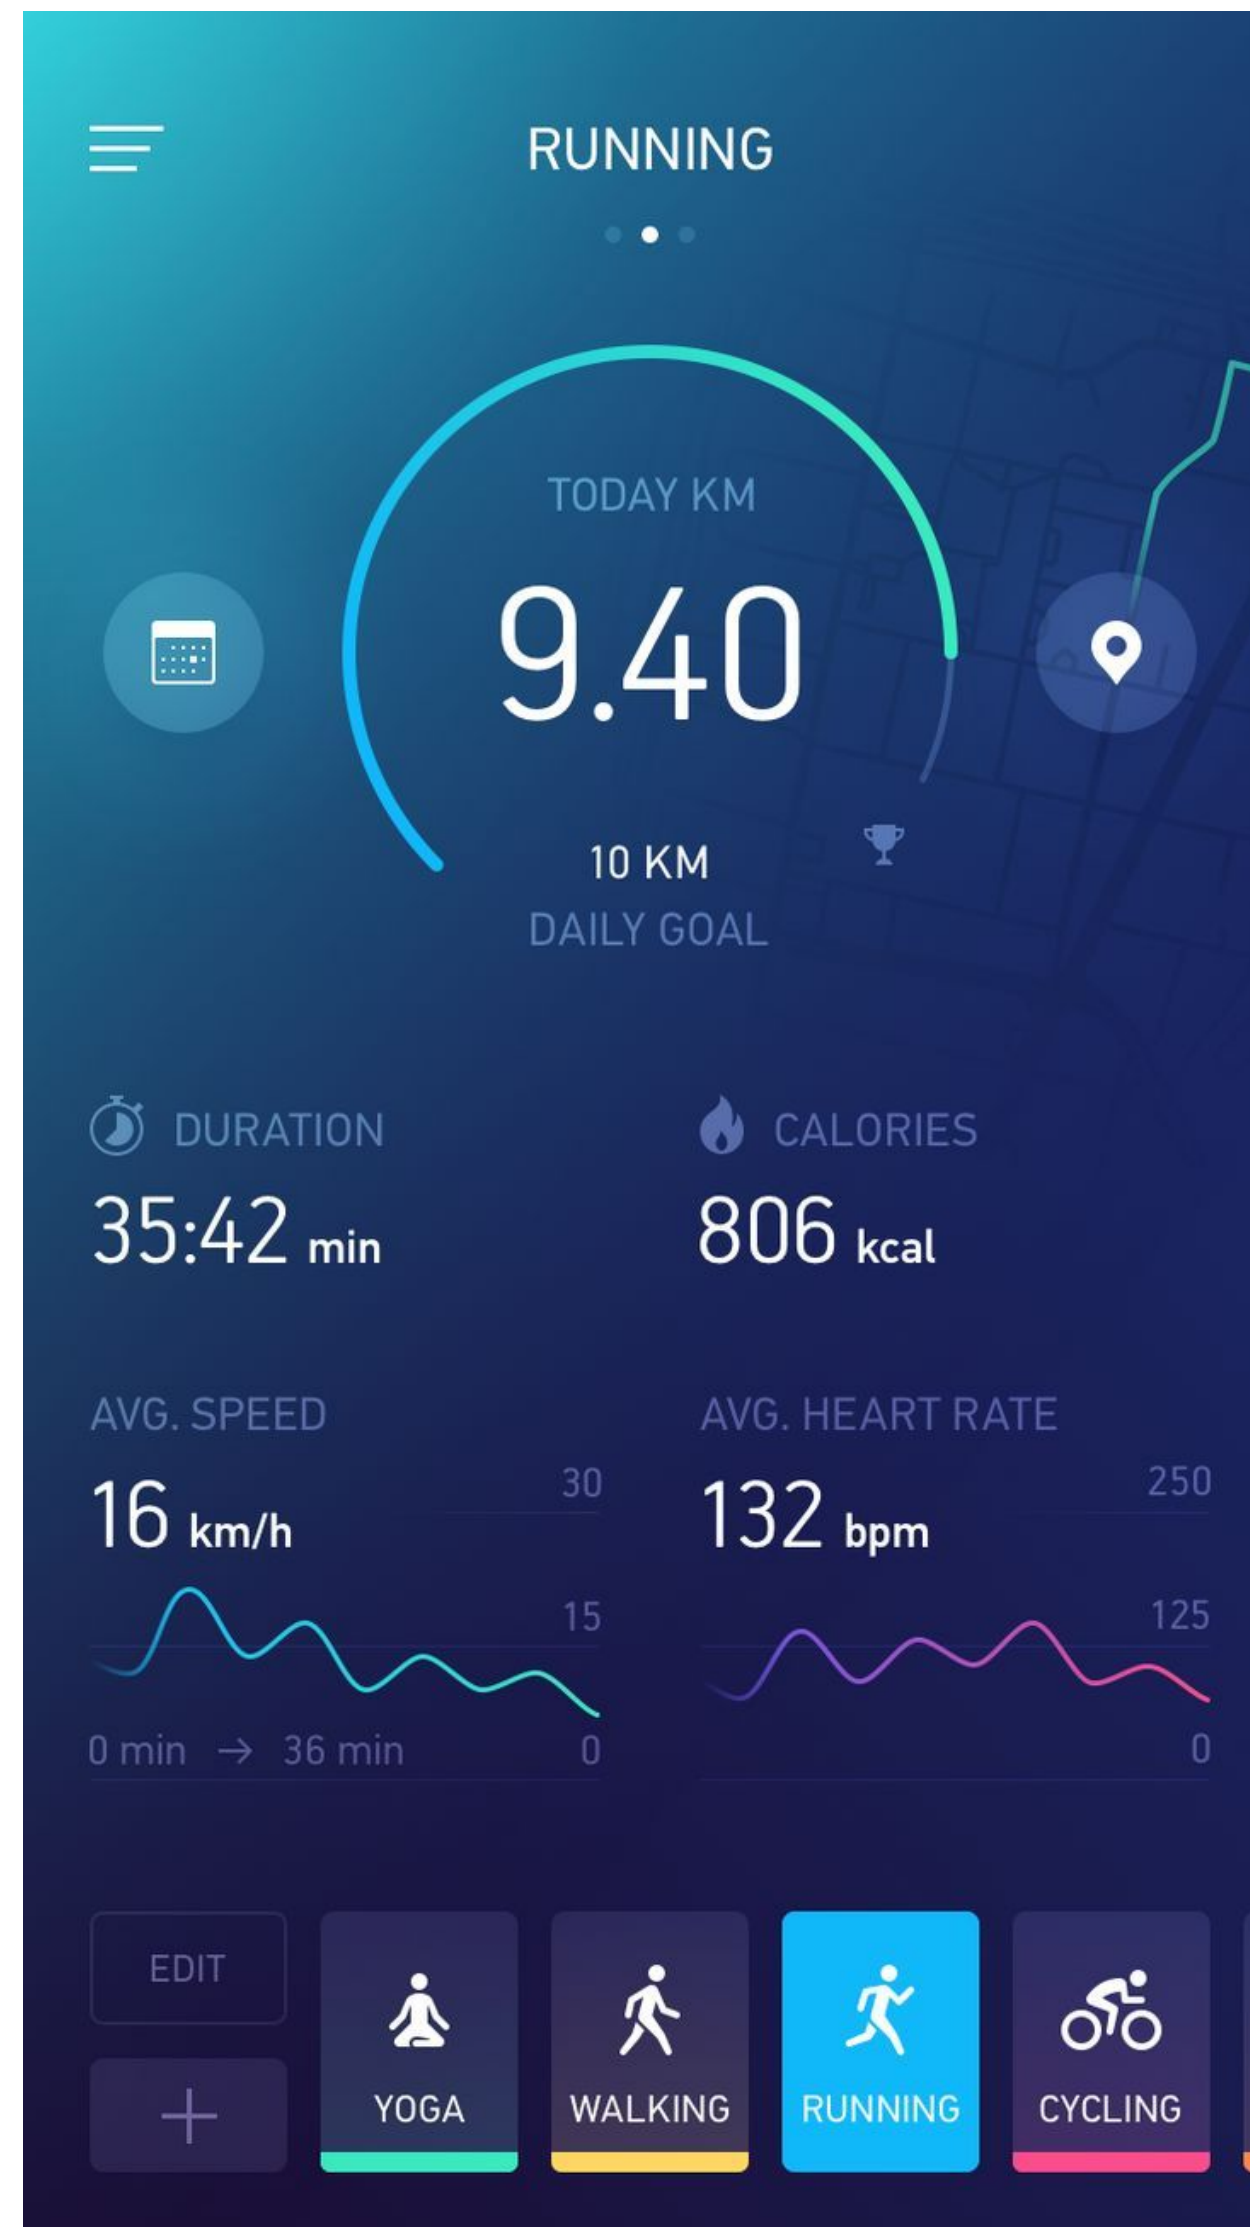 RUNNING
TODAY KM
9.40
10 KM
DAILY GOAL
DURATION
35:42 min
CALORIES
806 kcal
AVG. SPEED
16 km/h
30
15
0 min → 36 min
0
AVG. HEART RATE
132 bpm
250
125
0
EDIT
+
YOGA
WALKING
RUNNING
CYCLING